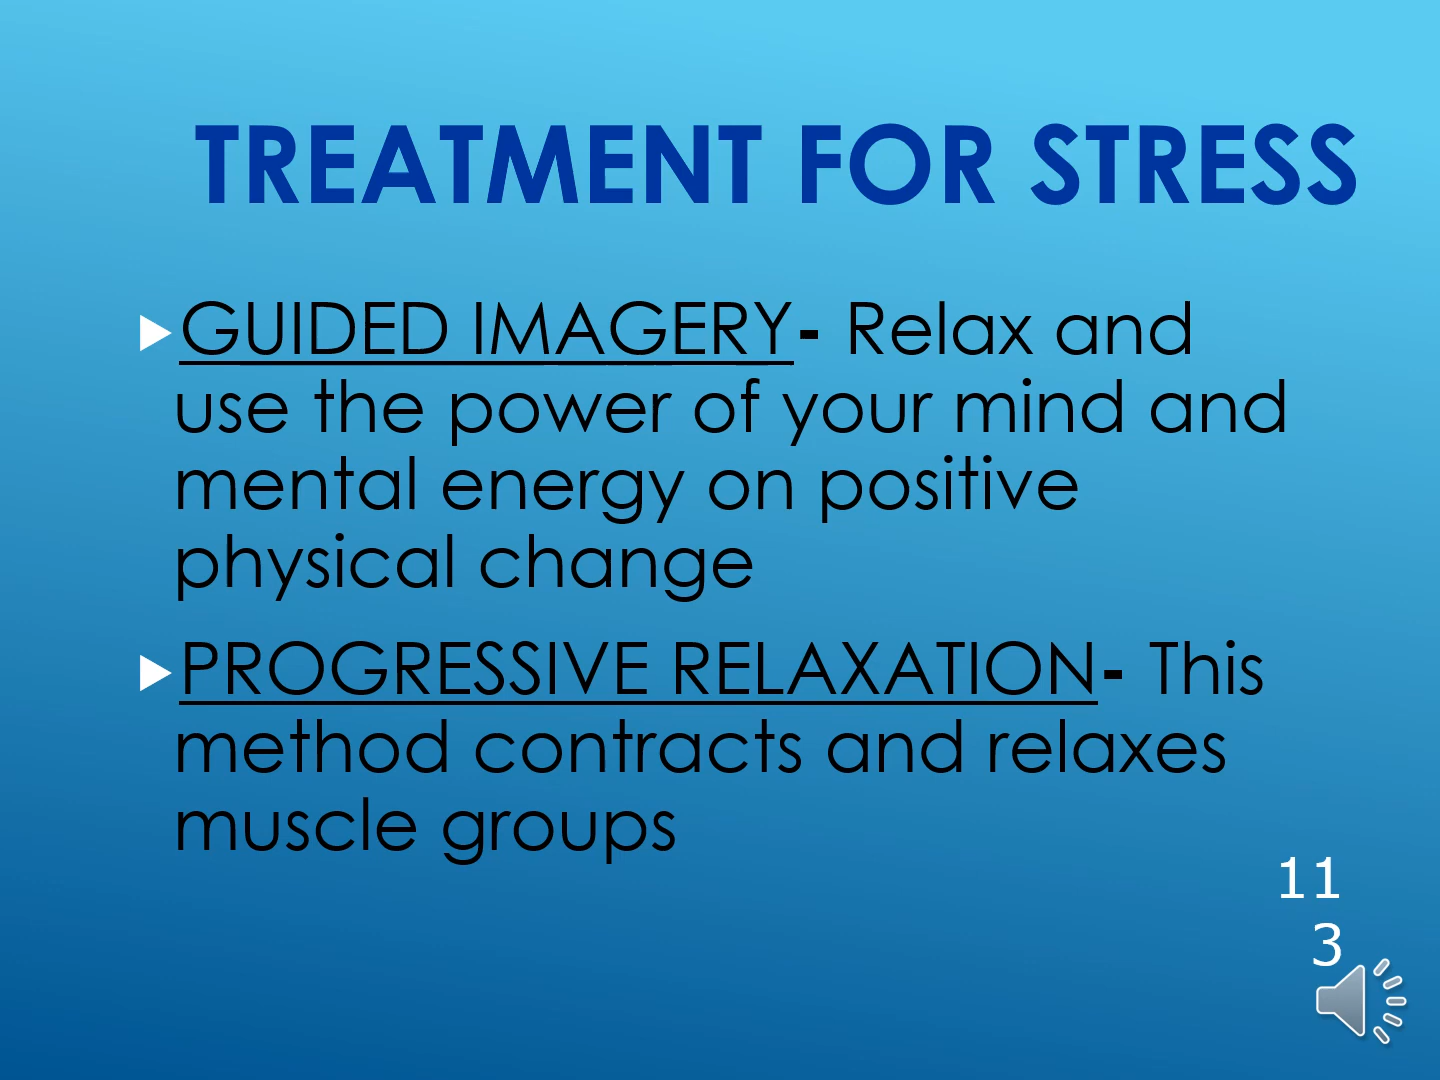 TREATMENT FOR STRESS
GUIDED IMAGERY- Relax and
use the power of your mind and
mental energy on positive
physical change
PROGRESSIVE RELAXATION- This
method contracts and relaxes
muscle groups
11
3